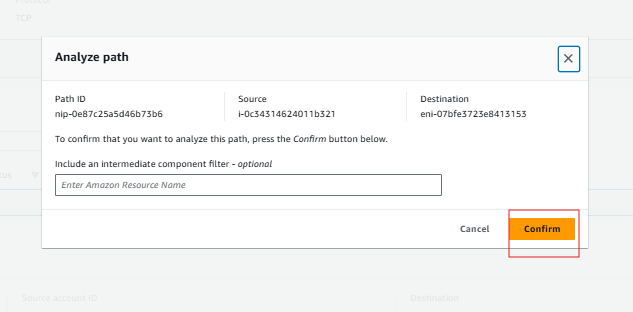 Protocol
TCP
Analyze path
Path ID
Source
Destination
nip-0e87c25a5d46b73b6
i-0c34314624011b321
eni-07bfe3723e8413153
To confirm that you want to analyze this path, press the Confirm button below.
Include an intermediate component filter - optional
Enter Amazon Resource Name
Cancel
Confirm
Source account ID
Destination